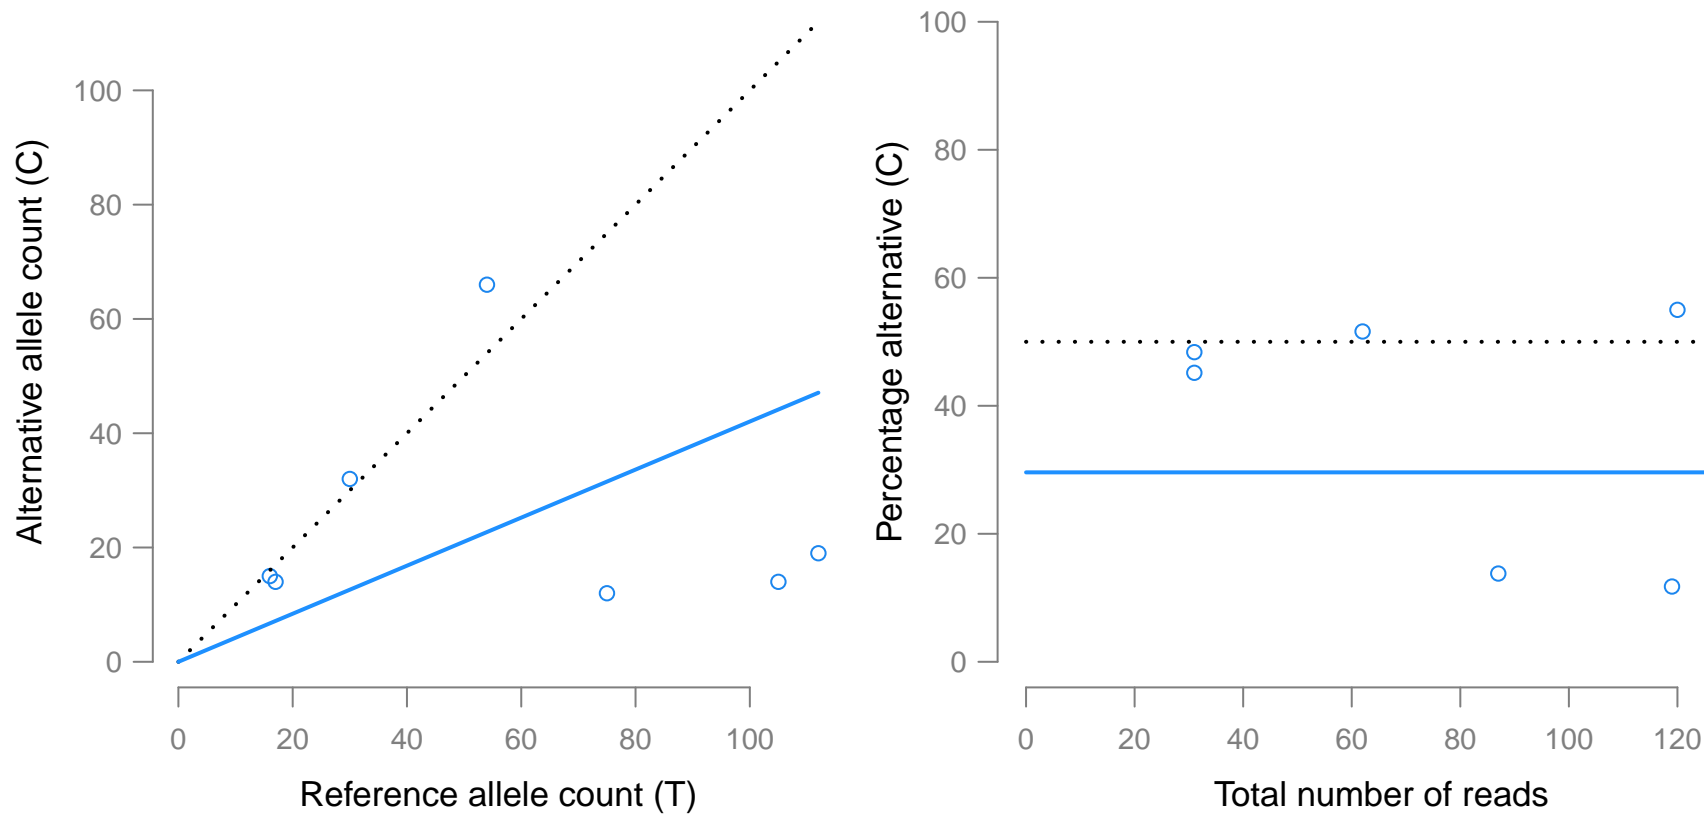 Alternative allele count (C)
100
80
60
40
20
0
0 20 40 60 80 100
Reference allele count (T)
Percentage alternative (C)
100
80
60
40
20
0
0 20 40 60 80 100 120
Total number of reads